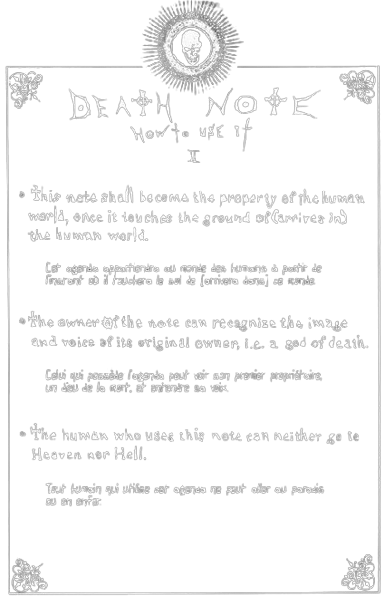 DEATH NOTE
How to use it
II
• This note shall become the property of the human
world, once it touches the ground of (arrives in)
the human world.
Cet agenda appartiendra au monde des humains à partir de
l'instant où il touchera le sol de (arrivera dans) ce monde.
• The owner of the note can recognize the image
and voice of its original owner, i.e. a god of death.
Celui qui possède l'agenda peut voir son premier propriétaire,
un dieu de la mort, et entendre sa voix.
• The human who uses this note can neither go to
Heaven nor Hell.
Tout humain qui utilise cet agenda ne peut aller au paradis
ou en enfer.